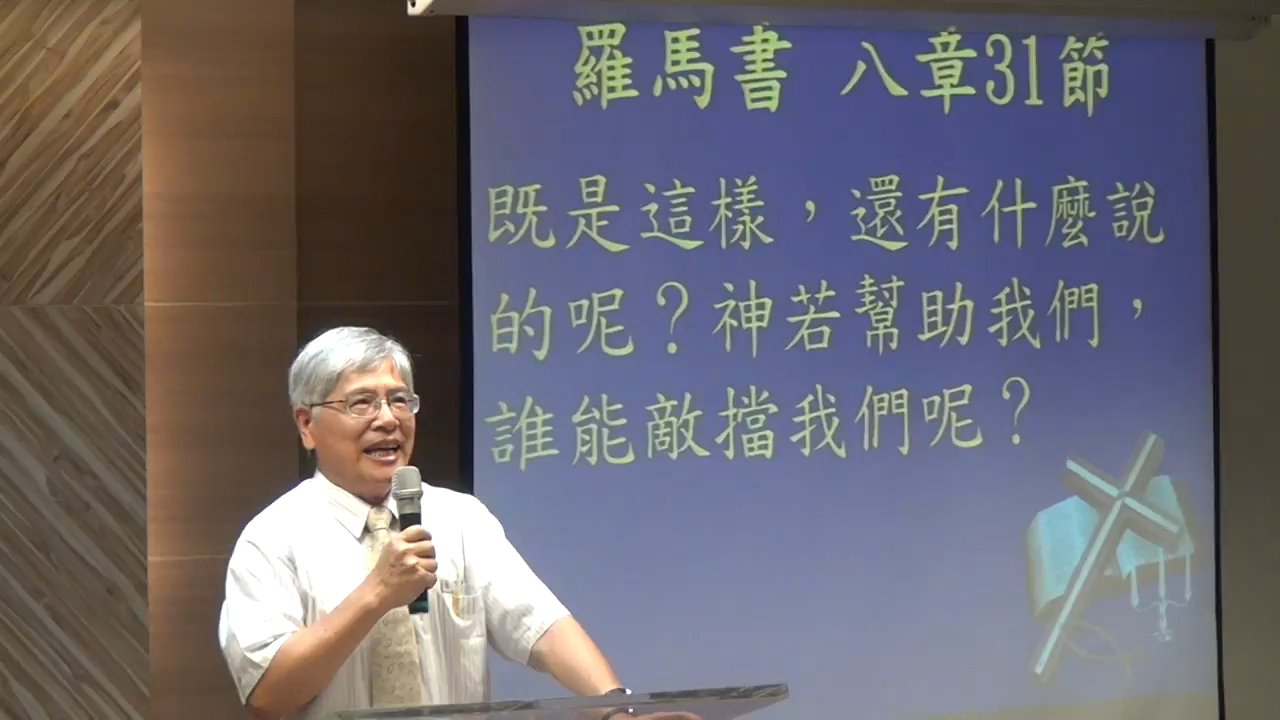 羅馬書 八章31節
既是這樣，還有什麼說
的呢？神若幫助我們，
誰能敵擋我們呢？